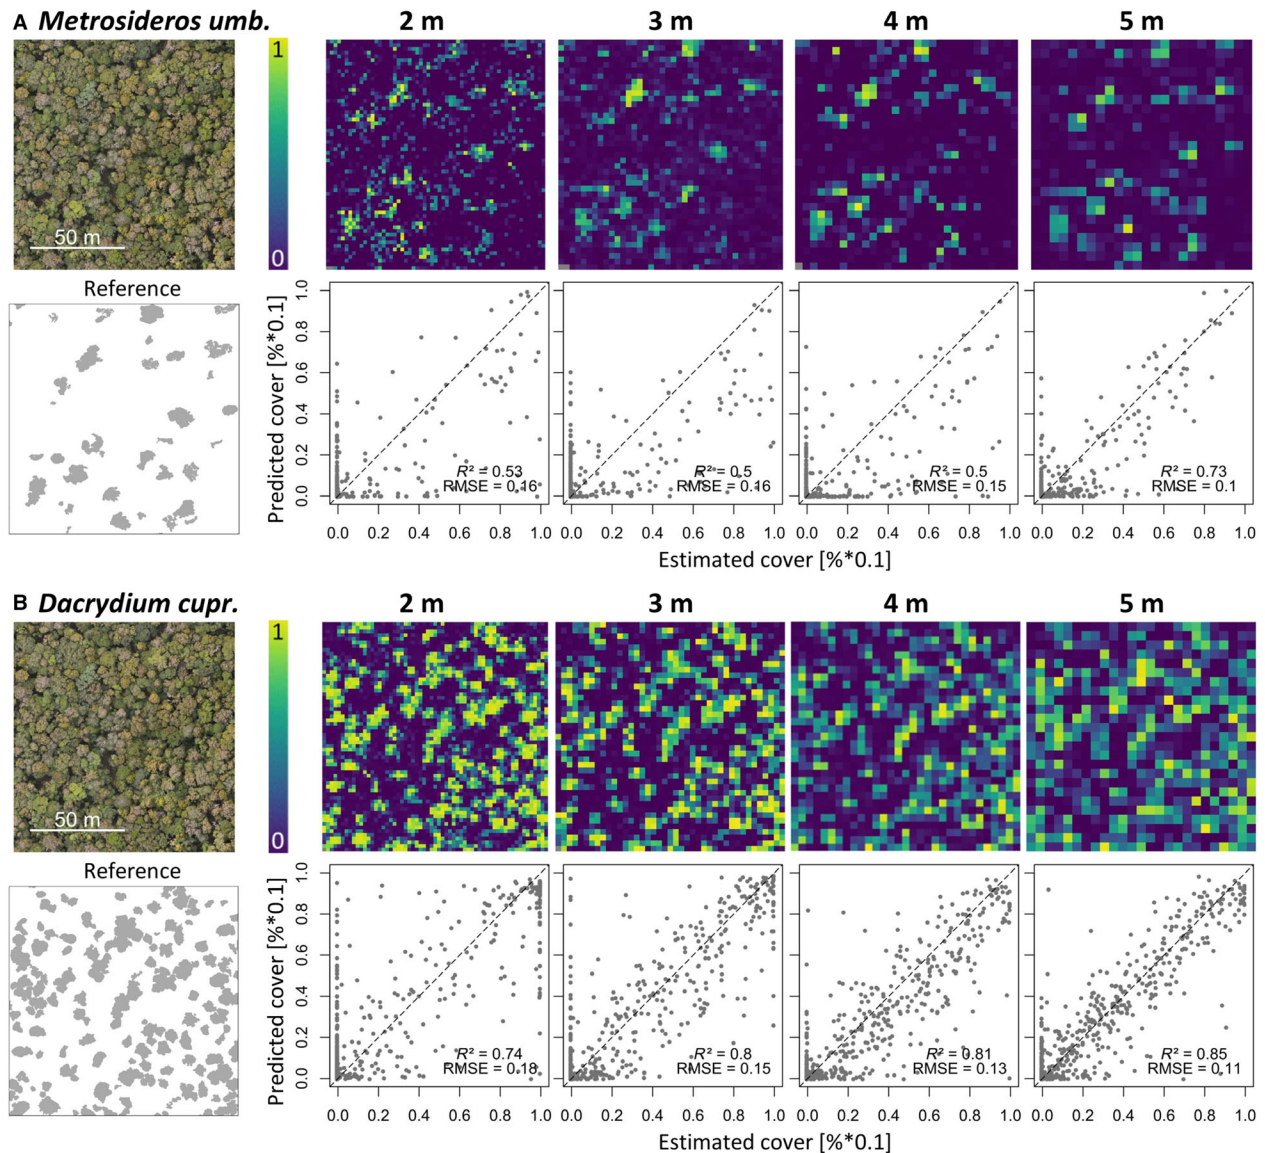 A Metrosideros umb.
2 m 3 m 4 m 5 m
1
0
50 m
Reference
Predicted cover [%*0.1]
1.0
0.8
0.6
0.4
0.2
0.0
R² = 0.53
RMSE = 0.16
R² = 0.5
RMSE = 0.16
R² = 0.5
RMSE = 0.15
R² = 0.73
RMSE = 0.1
0.0 0.2 0.4 0.6 0.8 1.0 0.0 0.2 0.4 0.6 0.8 1.0 0.0 0.2 0.4 0.6 0.8 1.0 0.0 0.2 0.4 0.6 0.8 1.0
Estimated cover [%*0.1]
B Dacrydium cupr.
2 m 3 m 4 m 5 m
1
0
50 m
Reference
Predicted cover [%*0.1]
1.0
0.8
0.6
0.4
0.2
0.0
R² = 0.74
RMSE = 0.18
R² = 0.8
RMSE = 0.15
R² = 0.81
RMSE = 0.13
R² = 0.85
RMSE = 0.11
0.0 0.2 0.4 0.6 0.8 1.0 0.0 0.2 0.4 0.6 0.8 1.0 0.0 0.2 0.4 0.6 0.8 1.0 0.0 0.2 0.4 0.6 0.8 1.0
Estimated cover [%*0.1]